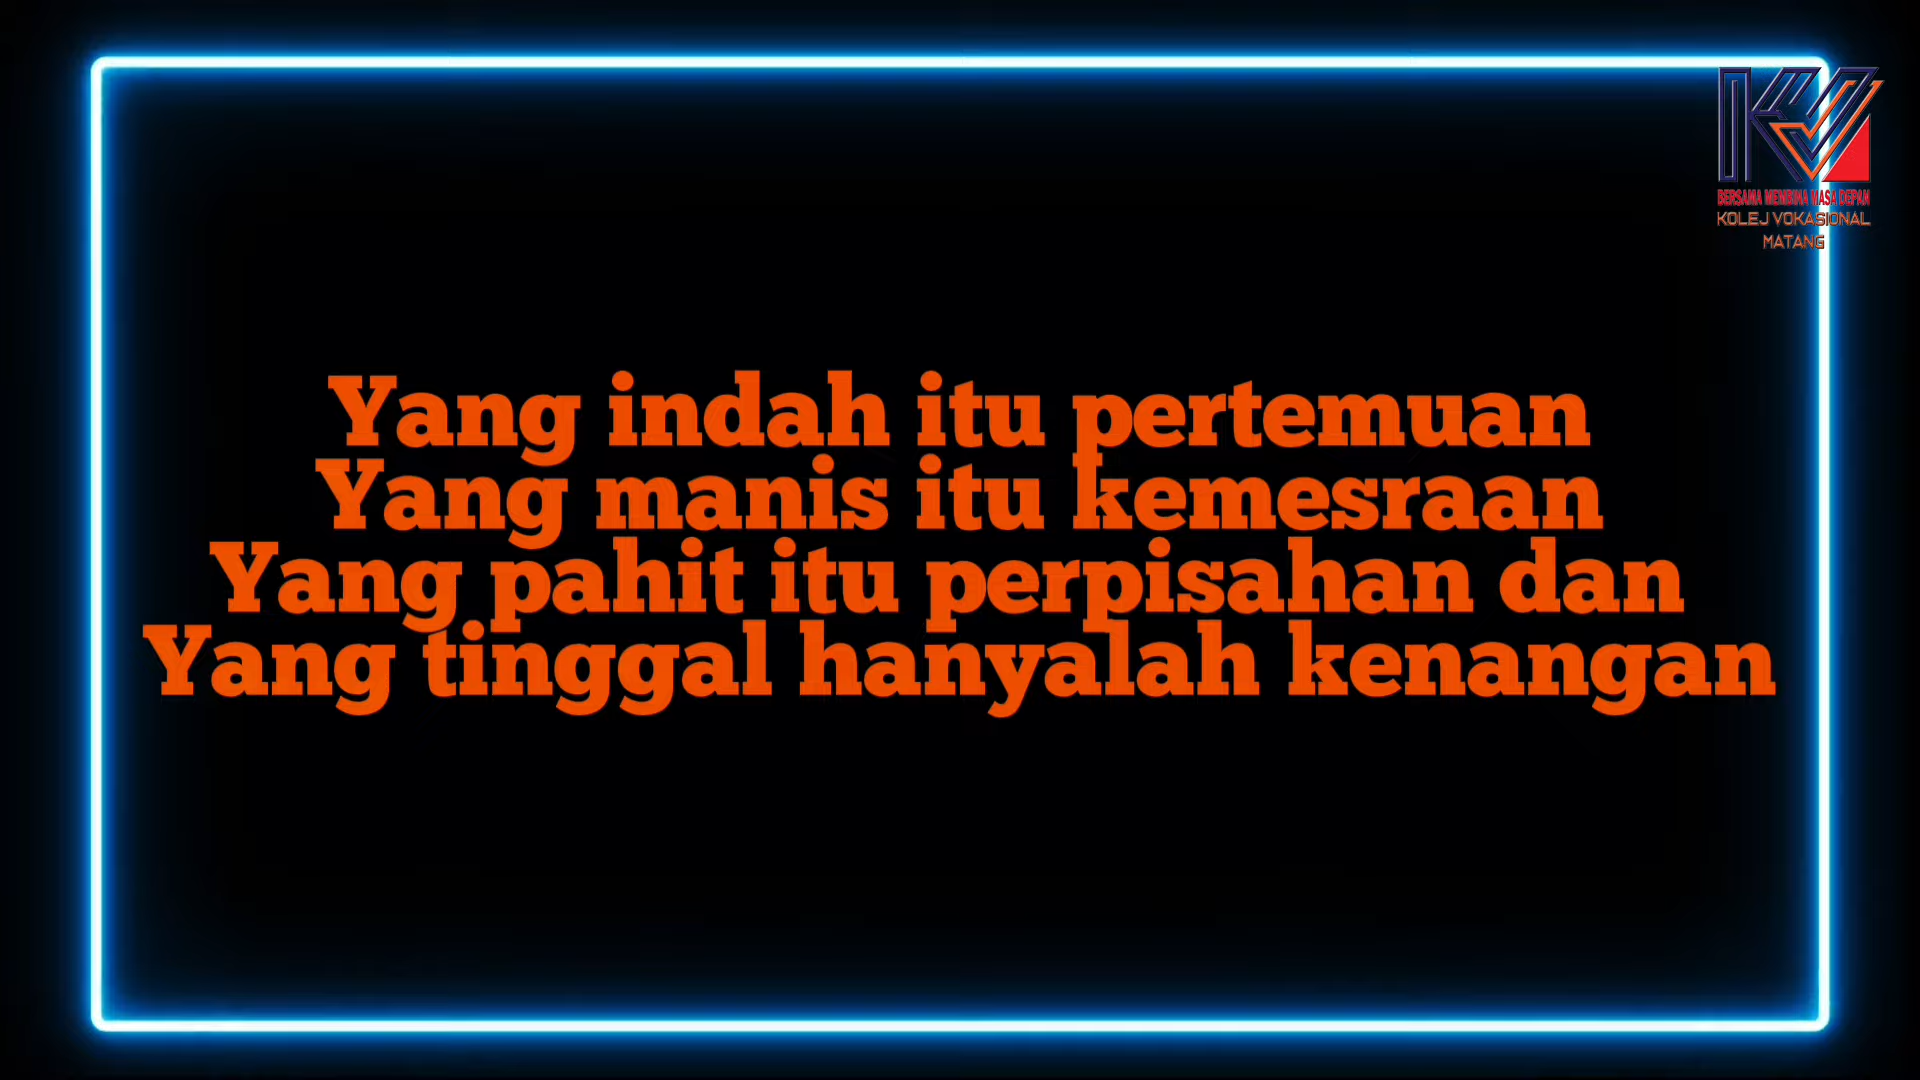 BERSAMA MEMBINA MASA DEPAN
KOLEJ VOKASIONAL
MATANG
Yang indah itu pertemuan
Yang manis itu kemesraan
Yang pahit itu perpisahan dan
Yang tinggal hanyalah kenangan